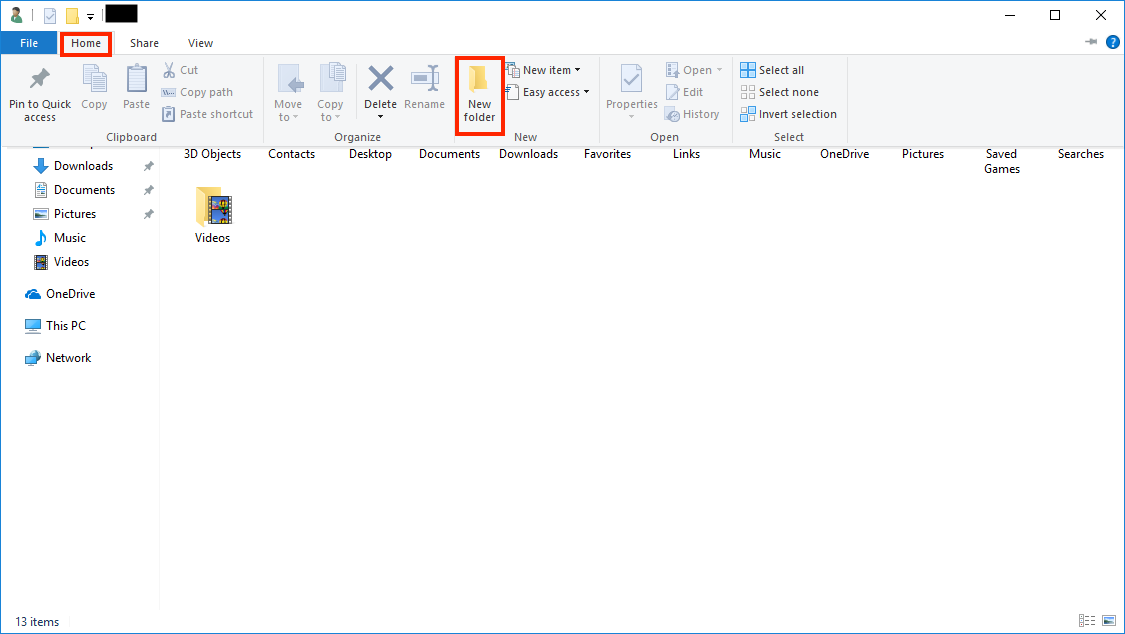 File Home Share View
?
Pin to Quick
access
Copy
Paste
Cut
Copy path
Paste shortcut
Clipboard
Move
to
Copy
to
Delete
Rename
Organize
New
folder
New item
Easy access
New
Properties
Open
Edit
History
Open
Select all
Select none
Invert selection
Select
Downloads
Documents
Pictures
Music
Videos
OneDrive
This PC
Network
3D Objects Contacts Desktop Documents Downloads Favorites Links Music OneDrive Pictures Saved Searches
Games
Videos
13 items